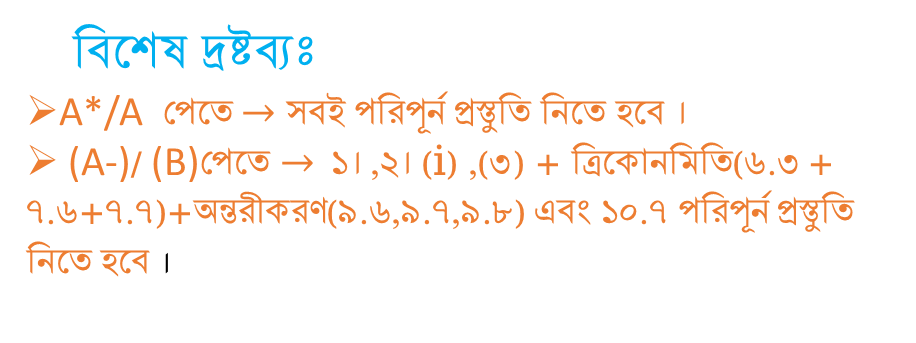 বিশেষ দ্রষ্টব্যঃ
➢A*/A পেতে → সবই পরিপূর্ন প্রস্তুতি নিতে হবে ।
➢ (A-)/ (B)পেতে → ১। ,২। (i) ,(৩) + ত্রিকোনমিতি(৬.৩ +
৭.৬+৭.৭)+অন্তরীকরণ(৯.৬,৯.৭,৯.৮) এবং ১০.৭ পরিপূর্ন প্রস্তুতি
নিতে হবে ।